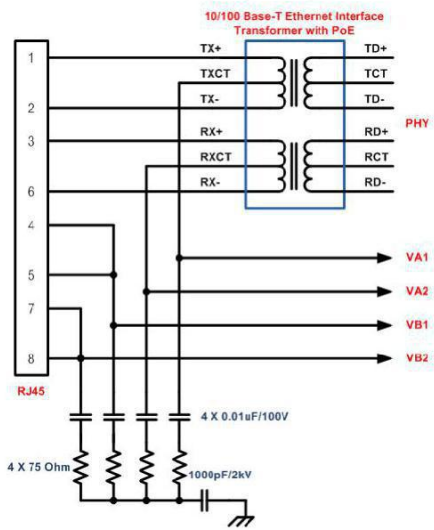 10/100 Base-T Ethernet Interface
Transformer with PoE
1 TX+ TD+
TXCT TCT
2 TX- TD-
PHY
3 RX+ RD+
RXCT RCT
6 RX- RD-
4
VA1
5
VA2
7
VB1
8 VB2
RJ45
4 X 0.01uF/100V
4 X 75 Ohm
1000pF/2kV